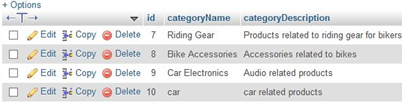 + Options
←T→ ▼ id categoryName categoryDescription
Edit Copy Delete 7 Riding Gear Products related to riding gear for bikers
Edit Copy Delete 8 Bike Accessories Accessories related to bikes
Edit Copy Delete 9 Car Electronics Audio related products
Edit Copy Delete 10 car car related products